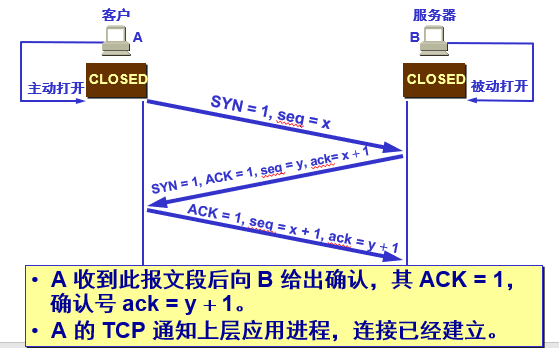 客户
服务器
A
B
CLOSED
CLOSED
主动打开
被动打开
SYN = 1, seq = x
SYN = 1, ACK = 1, seq = y, ack= x + 1
ACK = 1, seq = x + 1, ack = y + 1
• A 收到此报文段后向 B 给出确认，其 ACK = 1，
确认号 ack = y + 1。
• A 的 TCP 通知上层应用进程，连接已经建立。